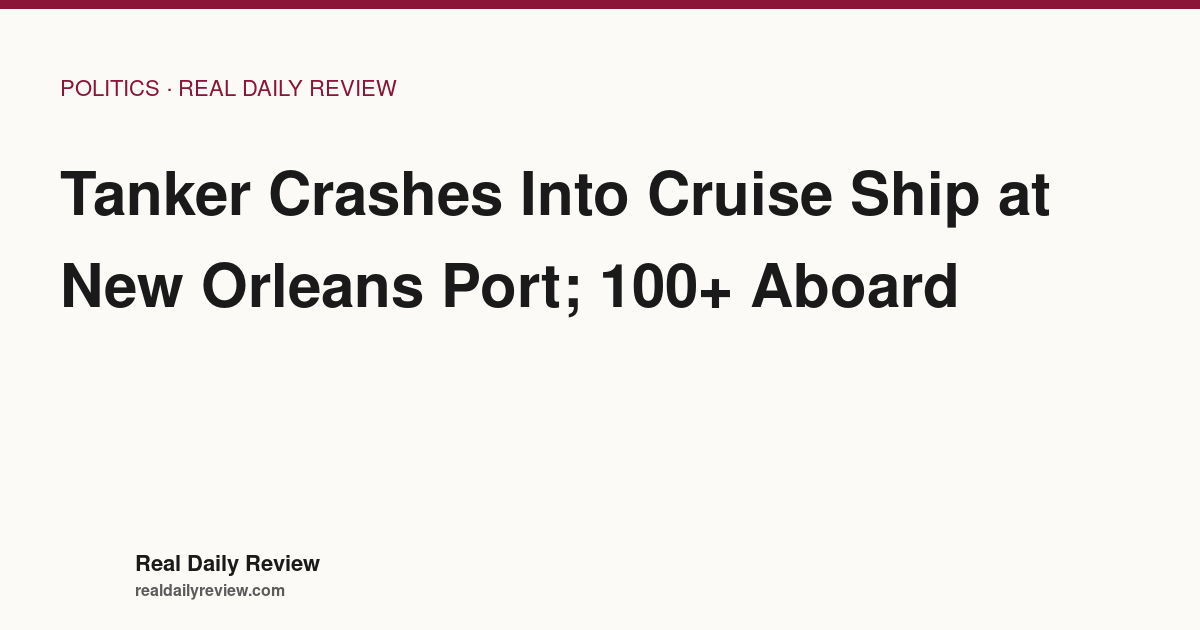 POLITICS · REAL DAILY REVIEW
Tanker Crashes Into Cruise Ship at
New Orleans Port; 100+ Aboard
Real Daily Review
realdailyreview.com